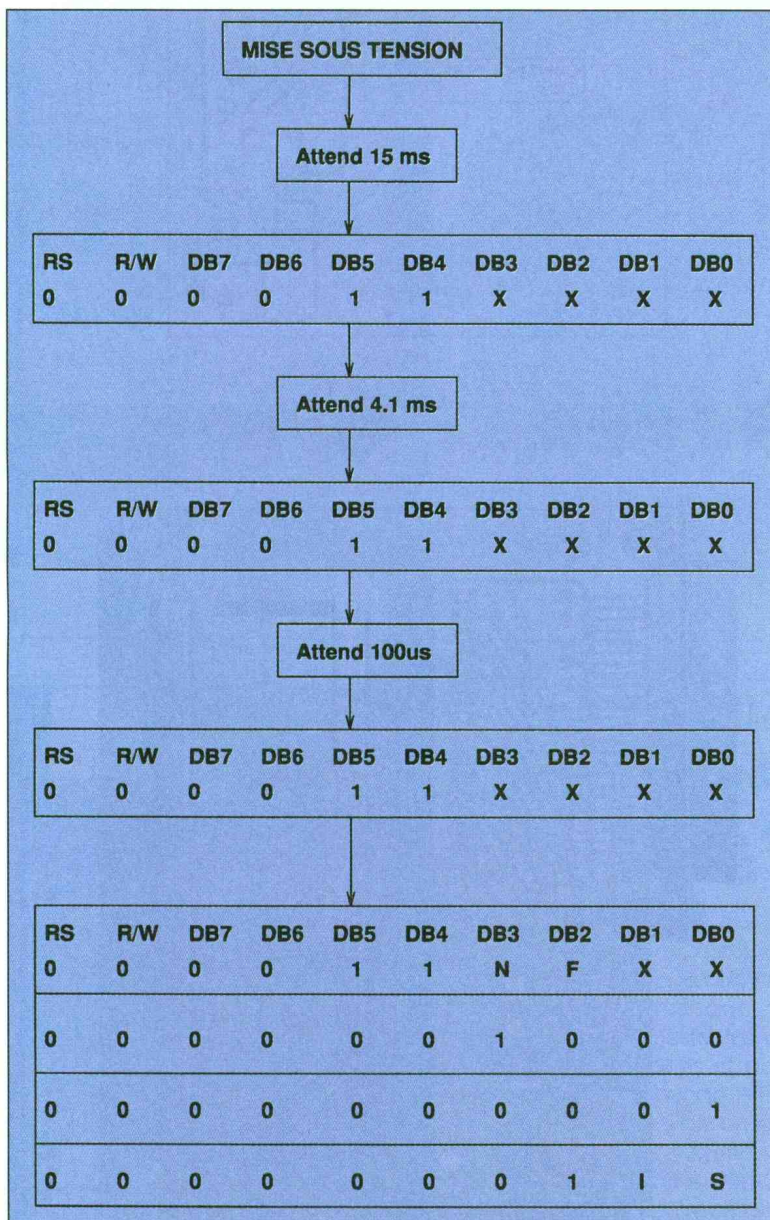 MISE SOUS TENSION
Attend 15 ms
RS R/W DB7 DB6 DB5 DB4 DB3 DB2 DB1 DB0
0 0 0 0 1 1 X X X X
Attend 4.1 ms
RS R/W DB7 DB6 DB5 DB4 DB3 DB2 DB1 DB0
0 0 0 0 1 1 X X X X
Attend 100us
RS R/W DB7 DB6 DB5 DB4 DB3 DB2 DB1 DB0
0 0 0 0 1 1 X X X X
RS R/W DB7 DB6 DB5 DB4 DB3 DB2 DB1 DB0
0 0 0 0 1 1 N F X X
0 0 0 0 0 0 1 0 0 0
0 0 0 0 0 0 0 0 0 1
0 0 0 0 0 0 0 1 I S